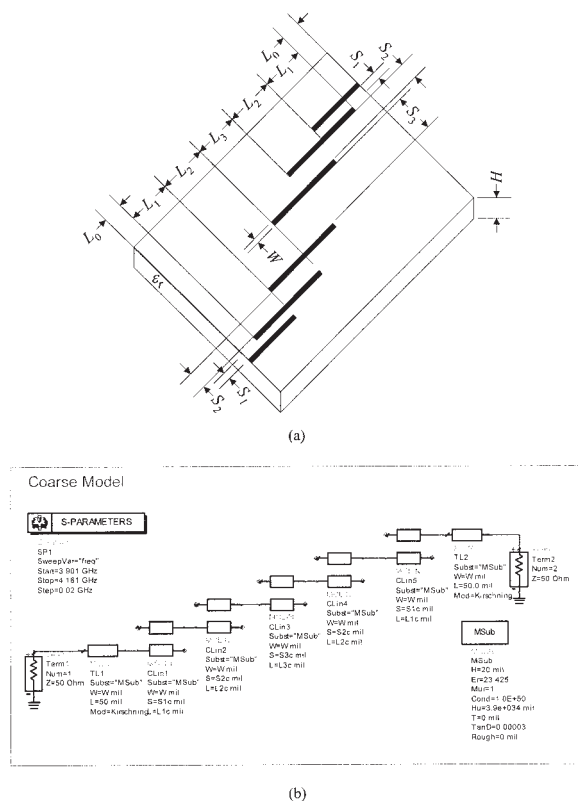 L0
L1
L2
L3
L2
L1
L0
S1
S2
S3
H
W
εr
S2
S1
(a)
Coarse Model
S-PARAMETERS
SP1
SweepVar="freq"
Start=3.901 GHz
Stop=4.161 GHz
Step=0.02 GHz
TL2
Subst="MSub"
W=W mil
L=50.0 mil
Mod=Kirschning
Term2
Num=2
Z=50 Ohm
CLin5
Subst="MSub"
W=W mil
S=S1c mil
L=L1c mil
CLin4
Subst="MSub"
W=W mil
S=S2c mil
L=L2c mil
CLin3
Subst="MSub"
W=W mil
S=S3c mil
L=L3c mil
CLin2
Subst="MSub"
W=W mil
S=S2c mil
L=L2c mil
Term1
Num=1
Z=50 Ohm
TL1
Subst="MSub"
W=W mil
L=50 mil
Mod=Kirschning
CLin1
Subst="MSub"
W=W mil
S=S1c mil
L=L1c mil
MSub
MSub
H=20 mil
Er=23.425
Mur=1
Cond=1.0E+50
Hu=3.9e+034 mil
T=0 mil
TanD=0.00003
Rough=0 mil
(b)